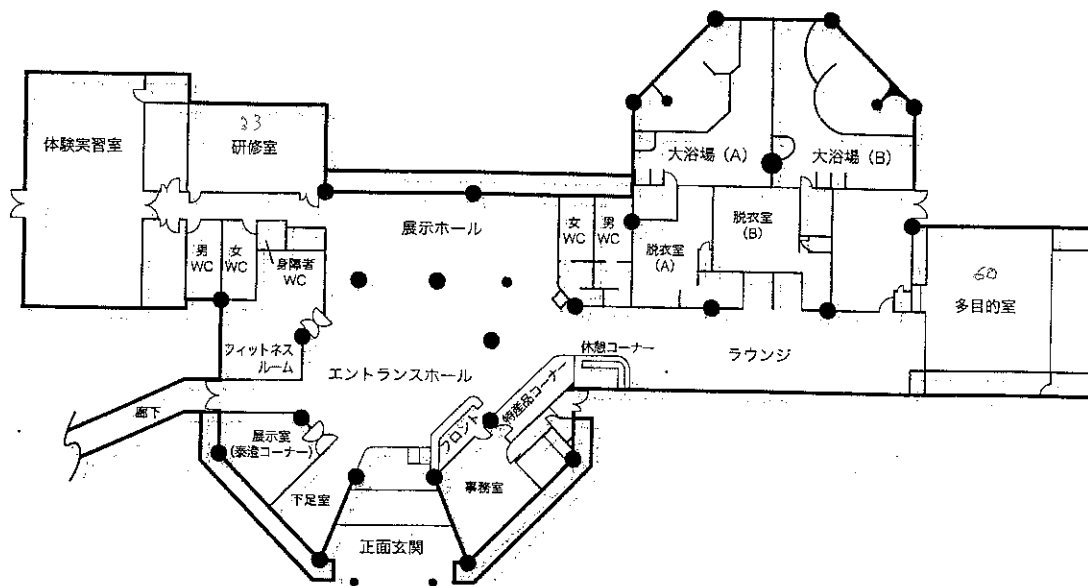 体験実習室
23
研修室
大浴場（A）
大浴場（B）
展示ホール
女
WC
男
WC
脱衣室
（A）
脱衣室
（B）
男
WC
女
WC
身障者
WC
60
多目的室
フィットネス
ルーム
エントランスホール
休憩コーナー
ラウンジ
特産品コーナー
フロント
廊下
展示室
（泰澄コーナー）
下足室
事務室
正面玄関